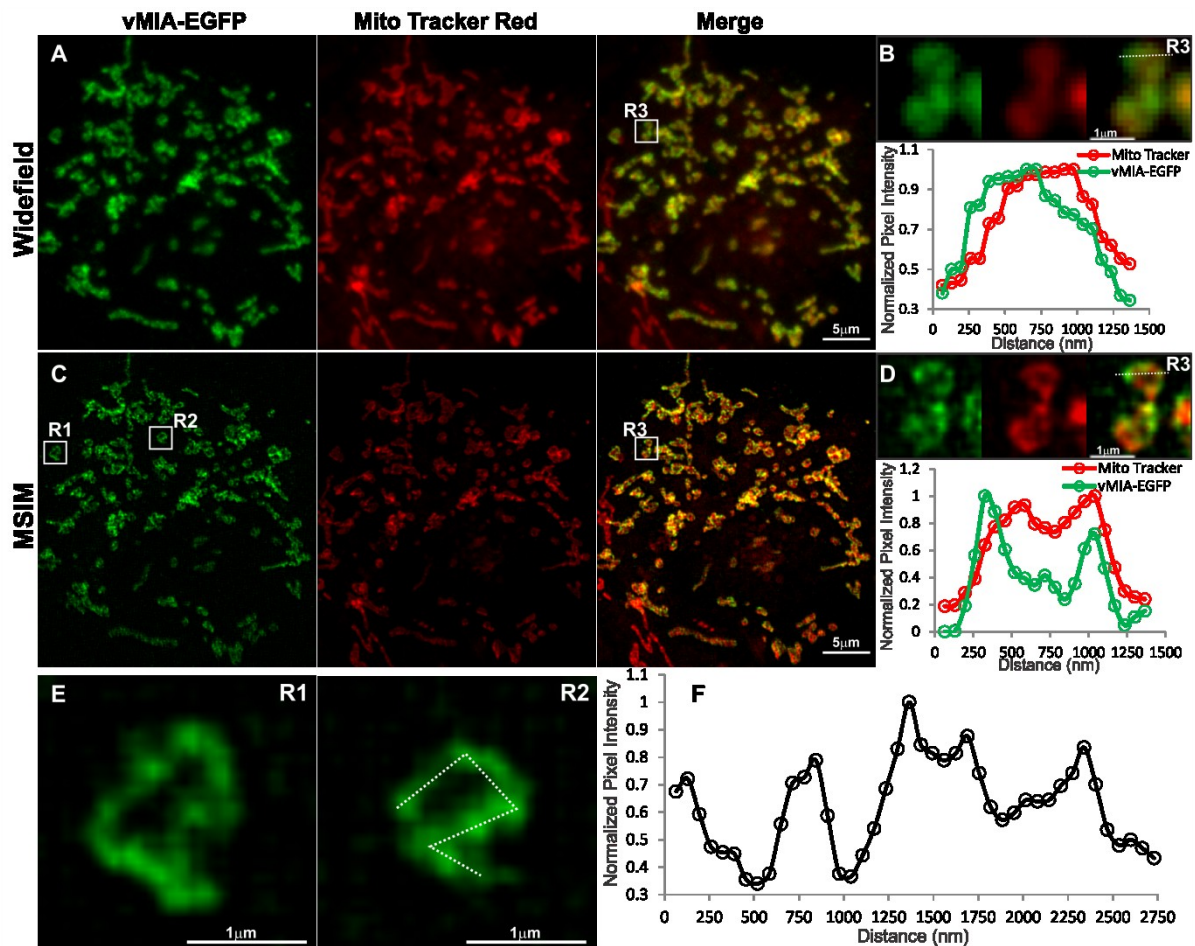 vMIA-EGFP
Mito Tracker Red
Merge
Widefield
A
R3
5μm
B
R3
1μm
Normalized Pixel Intensity
Mito Tracker
vMIA-EGFP
1.1
0.9
0.7
0.5
0.3
0 250 500 750 1000 1250 1500
Distance (nm)
MSIM
C
R1
R2
R3
5μm
D
R3
1μm
Normalized Pixel Intensity
Mito Tracker
vMIA-EGFP
1.2
1
0.8
0.6
0.4
0.2
0
0 250 500 750 1000 1250 1500
Distance (nm)
E
R1
1μm
R2
1μm
F
Normalized Pixel Intensity
1.1
1
0.9
0.8
0.7
0.6
0.5
0.4
0.3
0 250 500 750 1000 1250 1500 1750 2000 2250 2500 2750
Distance (nm)